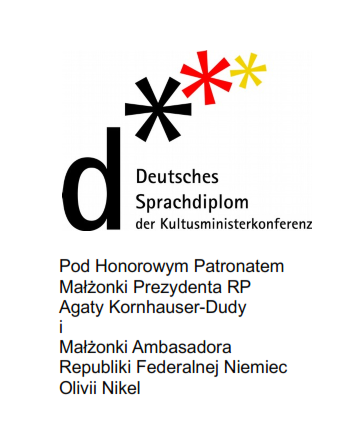 d
Deutsches
Sprachdiplom
der Kultusministerkonferenz
Pod Honorowym Patronatem
Małżonki Prezydenta RP
Agaty Kornhauser-Dudy
i
Małżonki Ambasadora
Republiki Federalnej Niemiec
Olivii Nikel